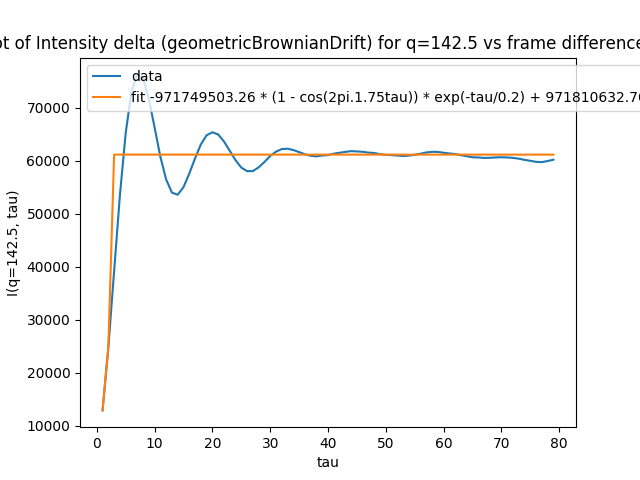 ot of Intensity delta (geometricBrownianDrift) for q=142.5 vs frame difference
data
fit -971749503.26 * (1 - cos(2pi.1.75tau)) * exp(-tau/0.2) + 971810632.7
I(q=142.5, tau)
70000
60000
50000
40000
30000
20000
10000
0 10 20 30 40 50 60 70 80
tau